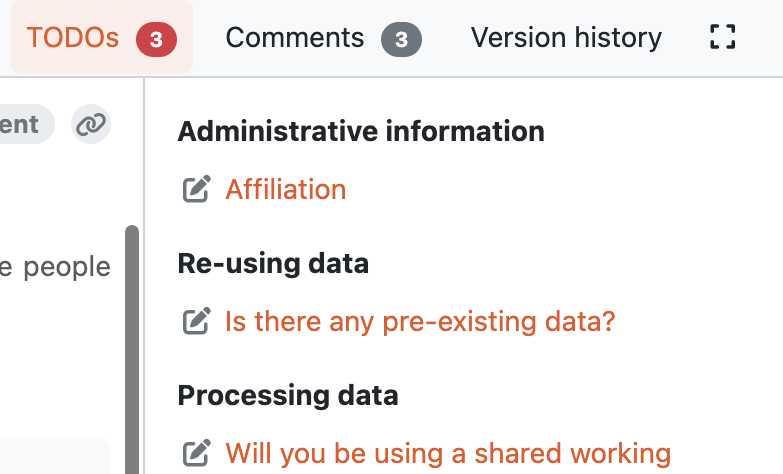 TODOs 3 Comments 3 Version history
ent
Administrative information
Affiliation
e people
Re-using data
Is there any pre-existing data?
Processing data
Will you be using a shared working